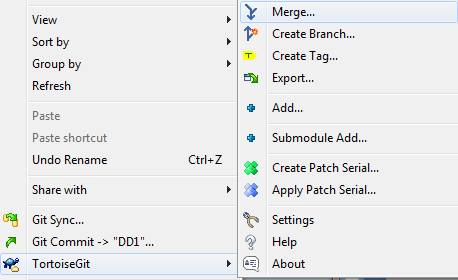 View
Sort by
Group by
Refresh
Paste
Paste shortcut
Undo Rename Ctrl+Z
Share with
Git Sync...
Git Commit -> "DD1"...
TortoiseGit
Merge...
Create Branch...
Create Tag...
Export...
Add...
Submodule Add...
Create Patch Serial...
Apply Patch Serial...
Settings
Help
About